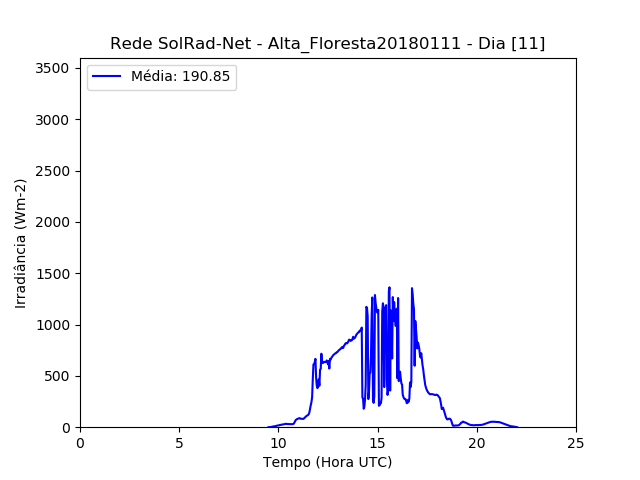 Rede SolRad-Net - Alta_Floresta20180111 - Dia [11]
Média: 190.85
Irradiância (Wm-2)
3500
3000
2500
2000
1500
1000
500
0
0 5 10 15 20 25
Tempo (Hora UTC)